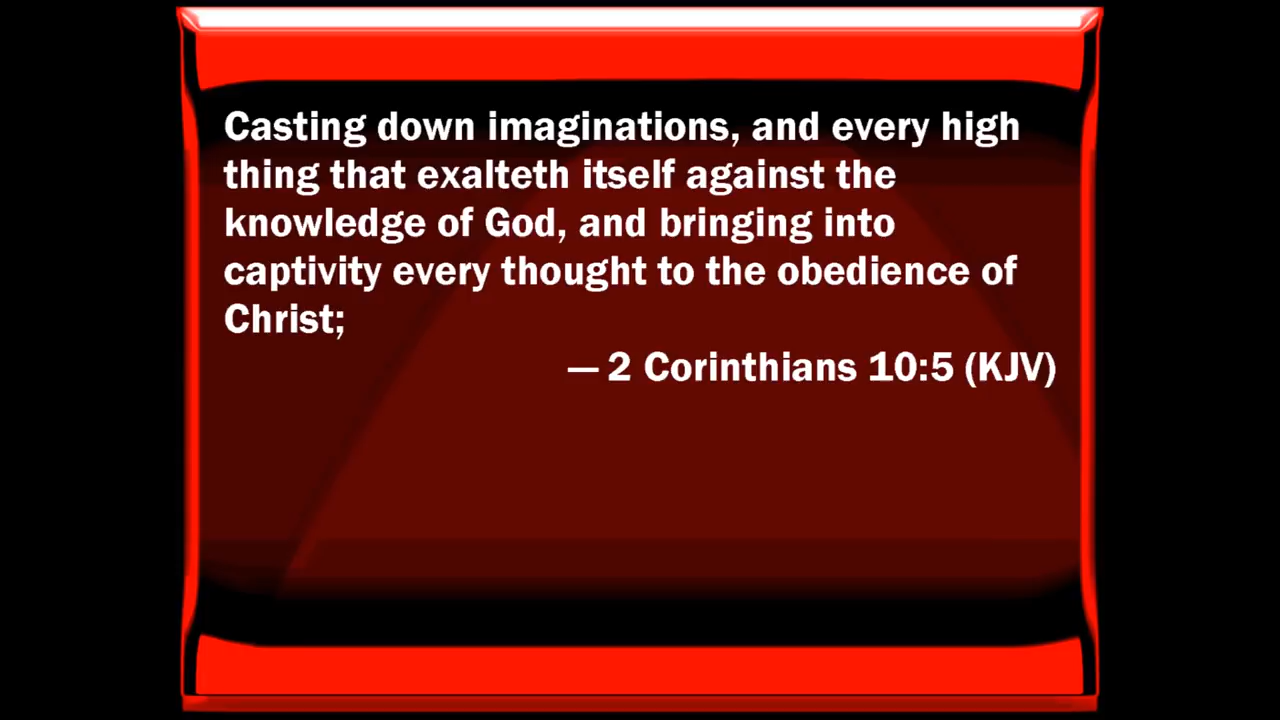 Casting down imaginations, and every high
thing that exalteth itself against the
knowledge of God, and bringing into
captivity every thought to the obedience of
Christ;
— 2 Corinthians 10:5 (KJV)